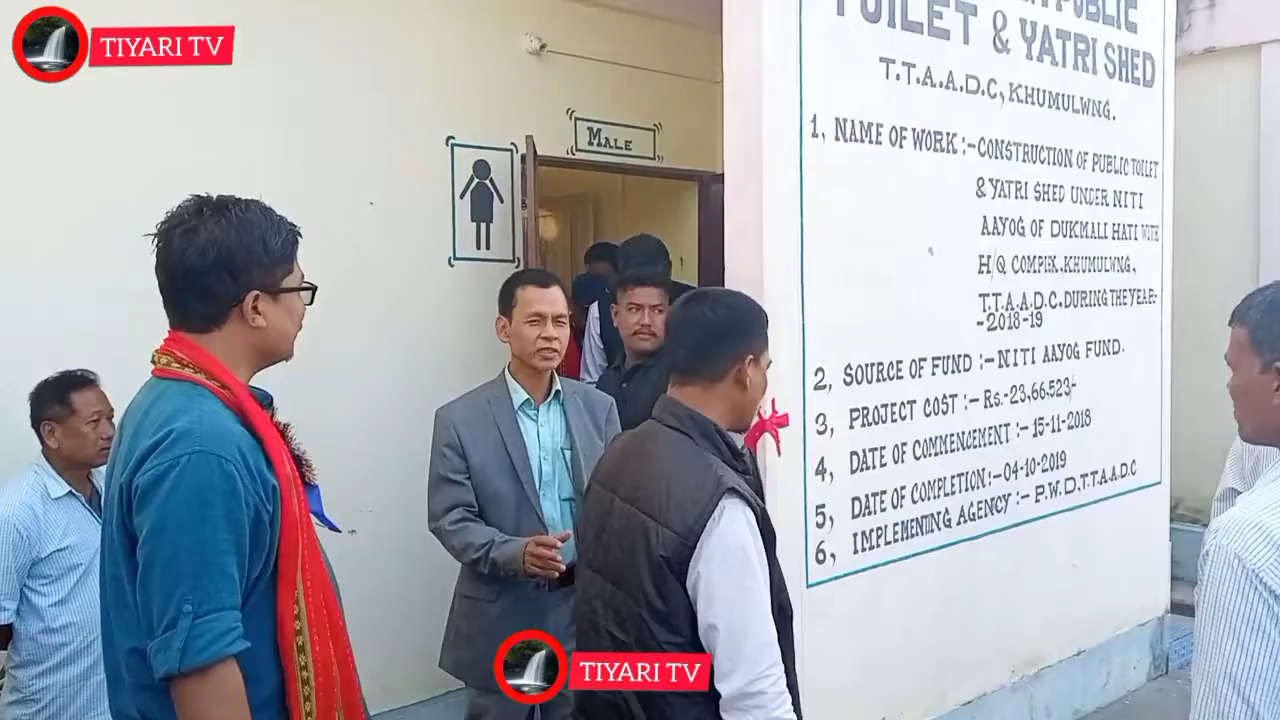 TIYARI TV
PUBLIC
TOILET & YATRI SHED
T.T.A.A.D.C, KHUMULWNG.
1, NAME OF WORK :- CONSTRUCTION OF PUBLIC TOILET
& YATRI SHED UNDER NITI
AAYOG OF DUKMALI HATI WITH
H/Q COMPLEX, KHUMULWNG,
T.T.A.A.D.C. DURING THE YEAR-
-2018-19
2, SOURCE OF FUND :- NITI AAYOG FUND.
3, PROJECT COST :- Rs.-23,66,523/-
4, DATE OF COMMENCEMENT :- 15-11-2018
5, DATE OF COMPLETION:- 04-10-2019
6, IMPLEMENTING AGENCY :- P.W.D, T.T.A.A.D.C
MALE
TIYARI TV